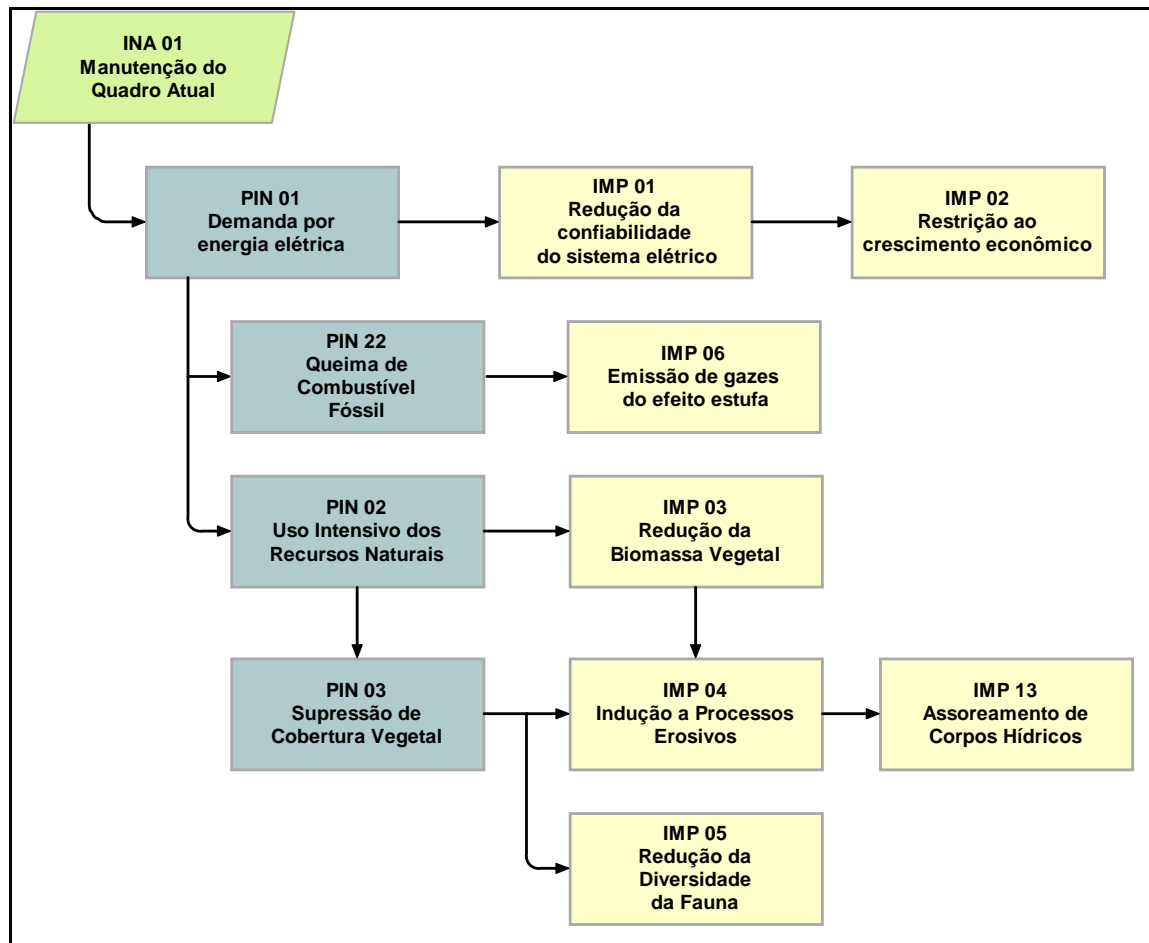 INA 01
Manutenção do
Quadro Atual
PIN 01
Demanda por
energia elétrica
IMP 01
Redução da
confiabilidade
do sistema elétrico
IMP 02
Restrição ao
crescimento econômico
PIN 22
Queima de
Combustível
Fóssil
IMP 06
Emissão de gazes
do efeito estufa
PIN 02
Uso Intensivo dos
Recursos Naturais
IMP 03
Redução da
Biomassa Vegetal
PIN 03
Supressão de
Cobertura Vegetal
IMP 04
Indução a Processos
Erosivos
IMP 13
Assoreamento de
Corpos Hídricos
IMP 05
Redução da
Diversidade
da Fauna